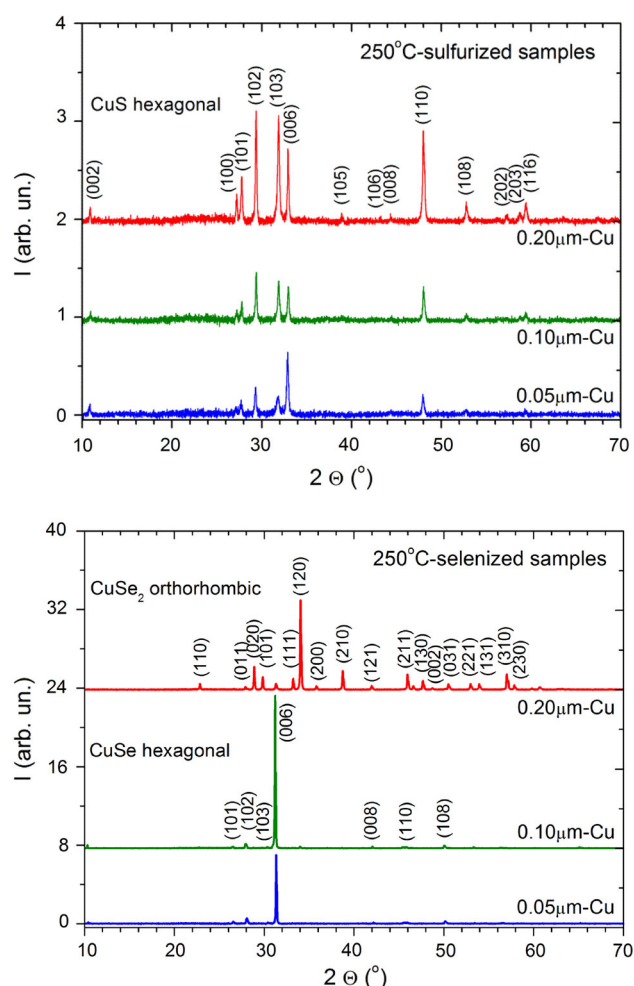 4
250°C-sulfurized samples
CuS hexagonal
(002)
(100)
(101)
(102)
(103)
(006)
(105)
(106)
(008)
(110)
(108)
(202)
(203)
(116)
3
2
0.20μm-Cu
1
0.10μm-Cu
0.05μm-Cu
0
I (arb. un.)
10 20 30 40 50 60 70
2 Θ (°)
40
250°C-selenized samples
CuSe₂ orthorhombic
(110)
(011)
(020)
(101)
(111)
(120)
(200)
(210)
(121)
(211)
(130)
(002)
(031)
(221)
(131)
(310)
(230)
32
24
0.20μm-Cu
CuSe hexagonal
(101)
(102)
(103)
(006)
(008)
(110)
(108)
16
8
0.10μm-Cu
0.05μm-Cu
0
I (arb. un.)
10 20 30 40 50 60 70
2 Θ (°)